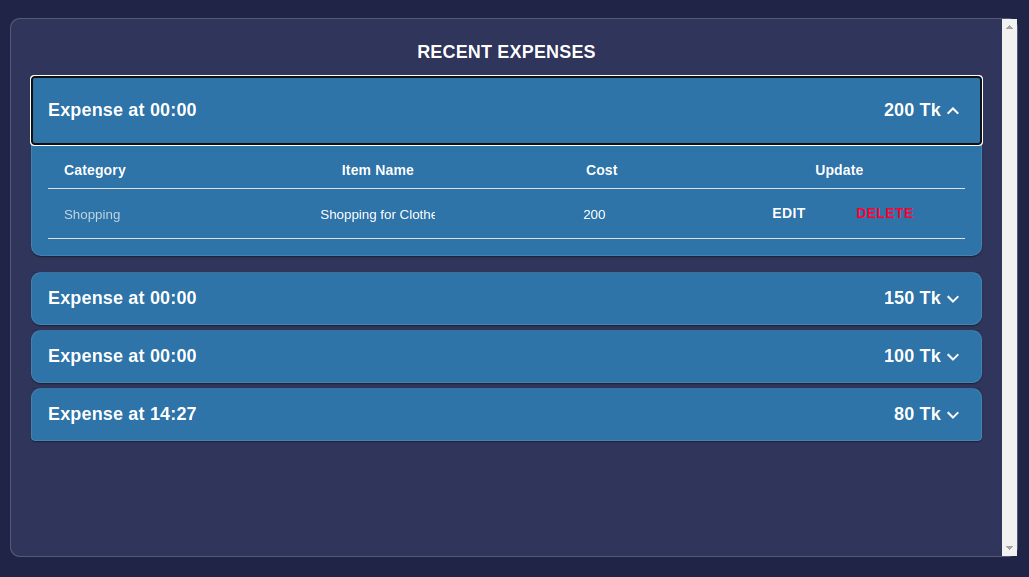 RECENT EXPENSES
Expense at 00:00 200 Tk
Category Item Name Cost Update
Shopping Shopping for Clothe 200 EDIT DELETE
Expense at 00:00 150 Tk
Expense at 00:00 100 Tk
Expense at 14:27 80 Tk